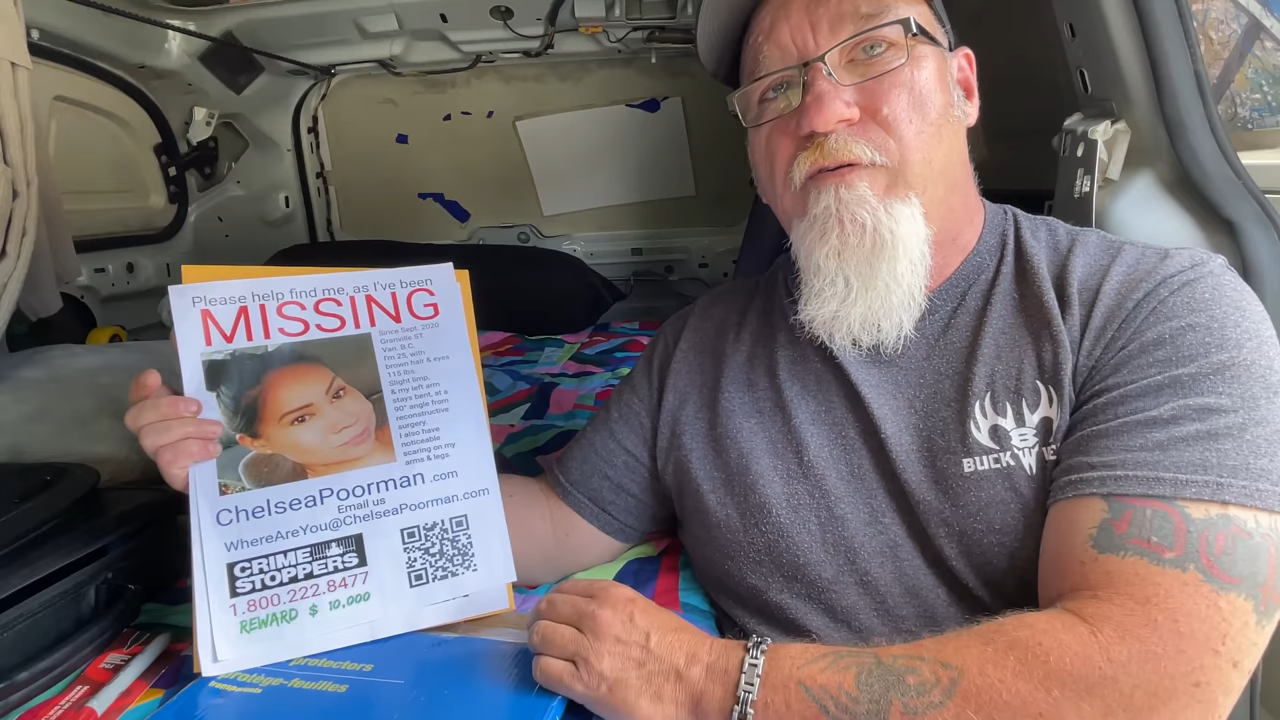 Please help find me, as I've been
MISSING
Since Sept. 2020
Granville ST
Van. B.C.
I'm 25, with
brown hair & eyes
115 lbs.
Slight limp,
& my left arm
stays bent, at a
90° angle from
reconstructive
surgery.
I also have
noticeable
scaring on my
arms & legs.
ChelseaPoorman .com
Email us
WhereAreYou@ChelseaPoorman.com
CRIME
STOPPERS
1.800.222.8477
REWARD $ 10,000
protectors
protège-feuilles
transparents
BUCK